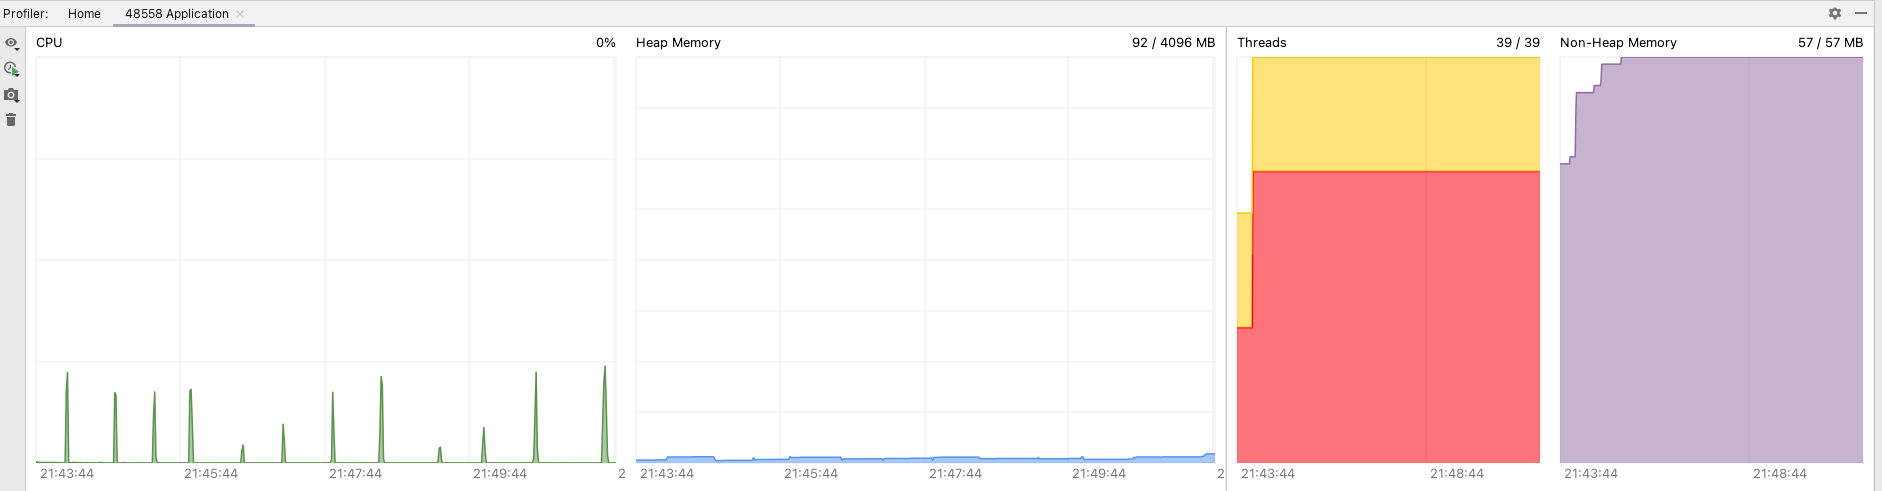 Profiler: Home 48558 Application
CPU 0%
Heap Memory 92 / 4096 MB
Threads 39 / 39
Non-Heap Memory 57 / 57 MB
21:43:44 21:45:44 21:47:44 21:49:44 2
21:43:44 21:45:44 21:47:44 21:49:44 2
21:43:44 21:48:44
21:43:44 21:48:44